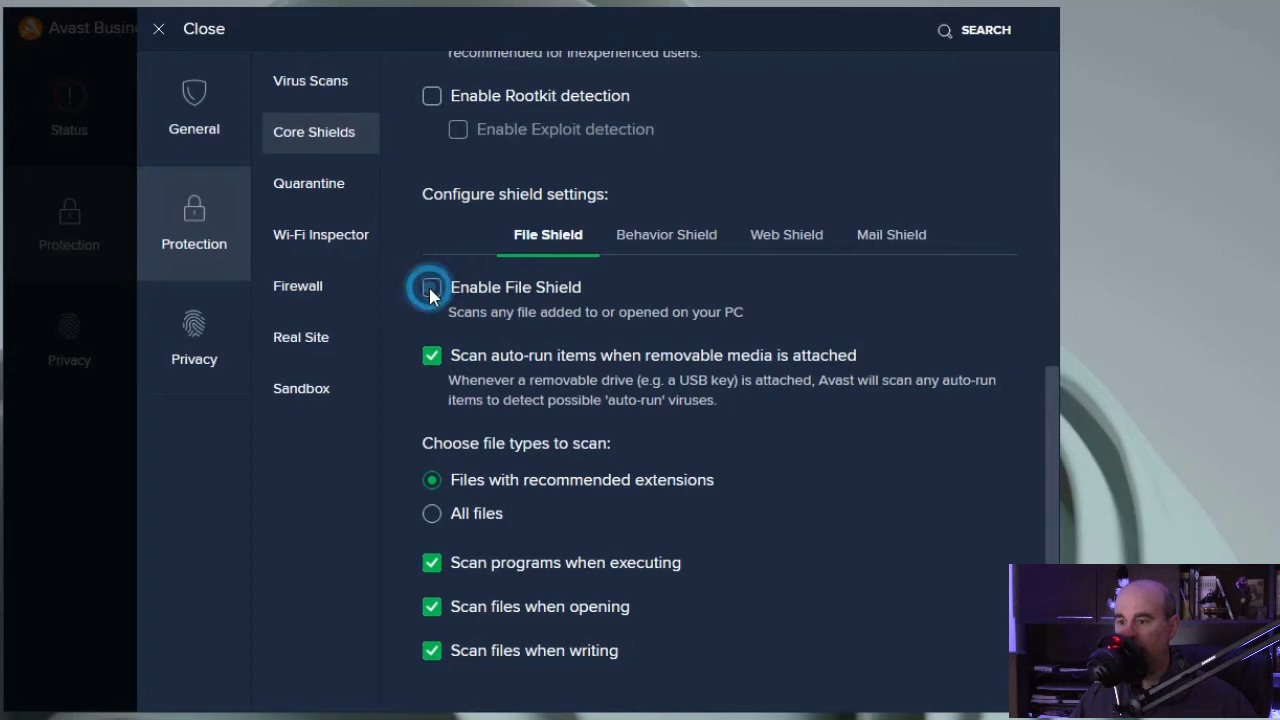 Avast Busin
Close
SEARCH
Status
Protection
Privacy
General
Protection
Privacy
Virus Scans
Core Shields
Quarantine
Wi-Fi Inspector
Firewall
Real Site
Sandbox
recommended for inexperienced users.
Enable Rootkit detection
Enable Exploit detection
Configure shield settings:
File Shield Behavior Shield Web Shield Mail Shield
Enable File Shield
Scans any file added to or opened on your PC
Scan auto-run items when removable media is attached
Whenever a removable drive (e.g. a USB key) is attached, Avast will scan any auto-run
items to detect possible 'auto-run' viruses.
Choose file types to scan:
Files with recommended extensions
All files
Scan programs when executing
Scan files when opening
Scan files when writing